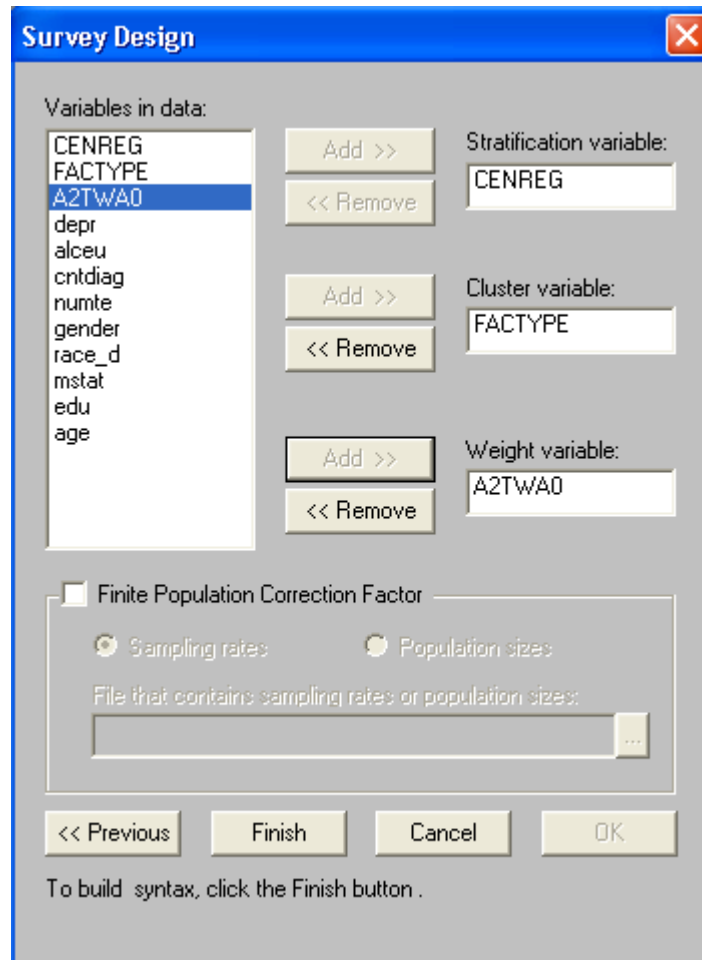 Survey Design
Variables in data:
CENREG
FACTYPE
A2TWA0
depr
alceu
cntdiag
numte
gender
race_d
mstat
edu
age
Add >>
<< Remove
Stratification variable:
CENREG
Add >>
<< Remove
Cluster variable:
FACTYPE
Add >>
<< Remove
Weight variable:
A2TWA0
Finite Population Correction Factor
Sampling rates
Population sizes
File that contains sampling rates or population sizes:
...
<< Previous
Finish
Cancel
OK
To build  syntax, click the Finish button .